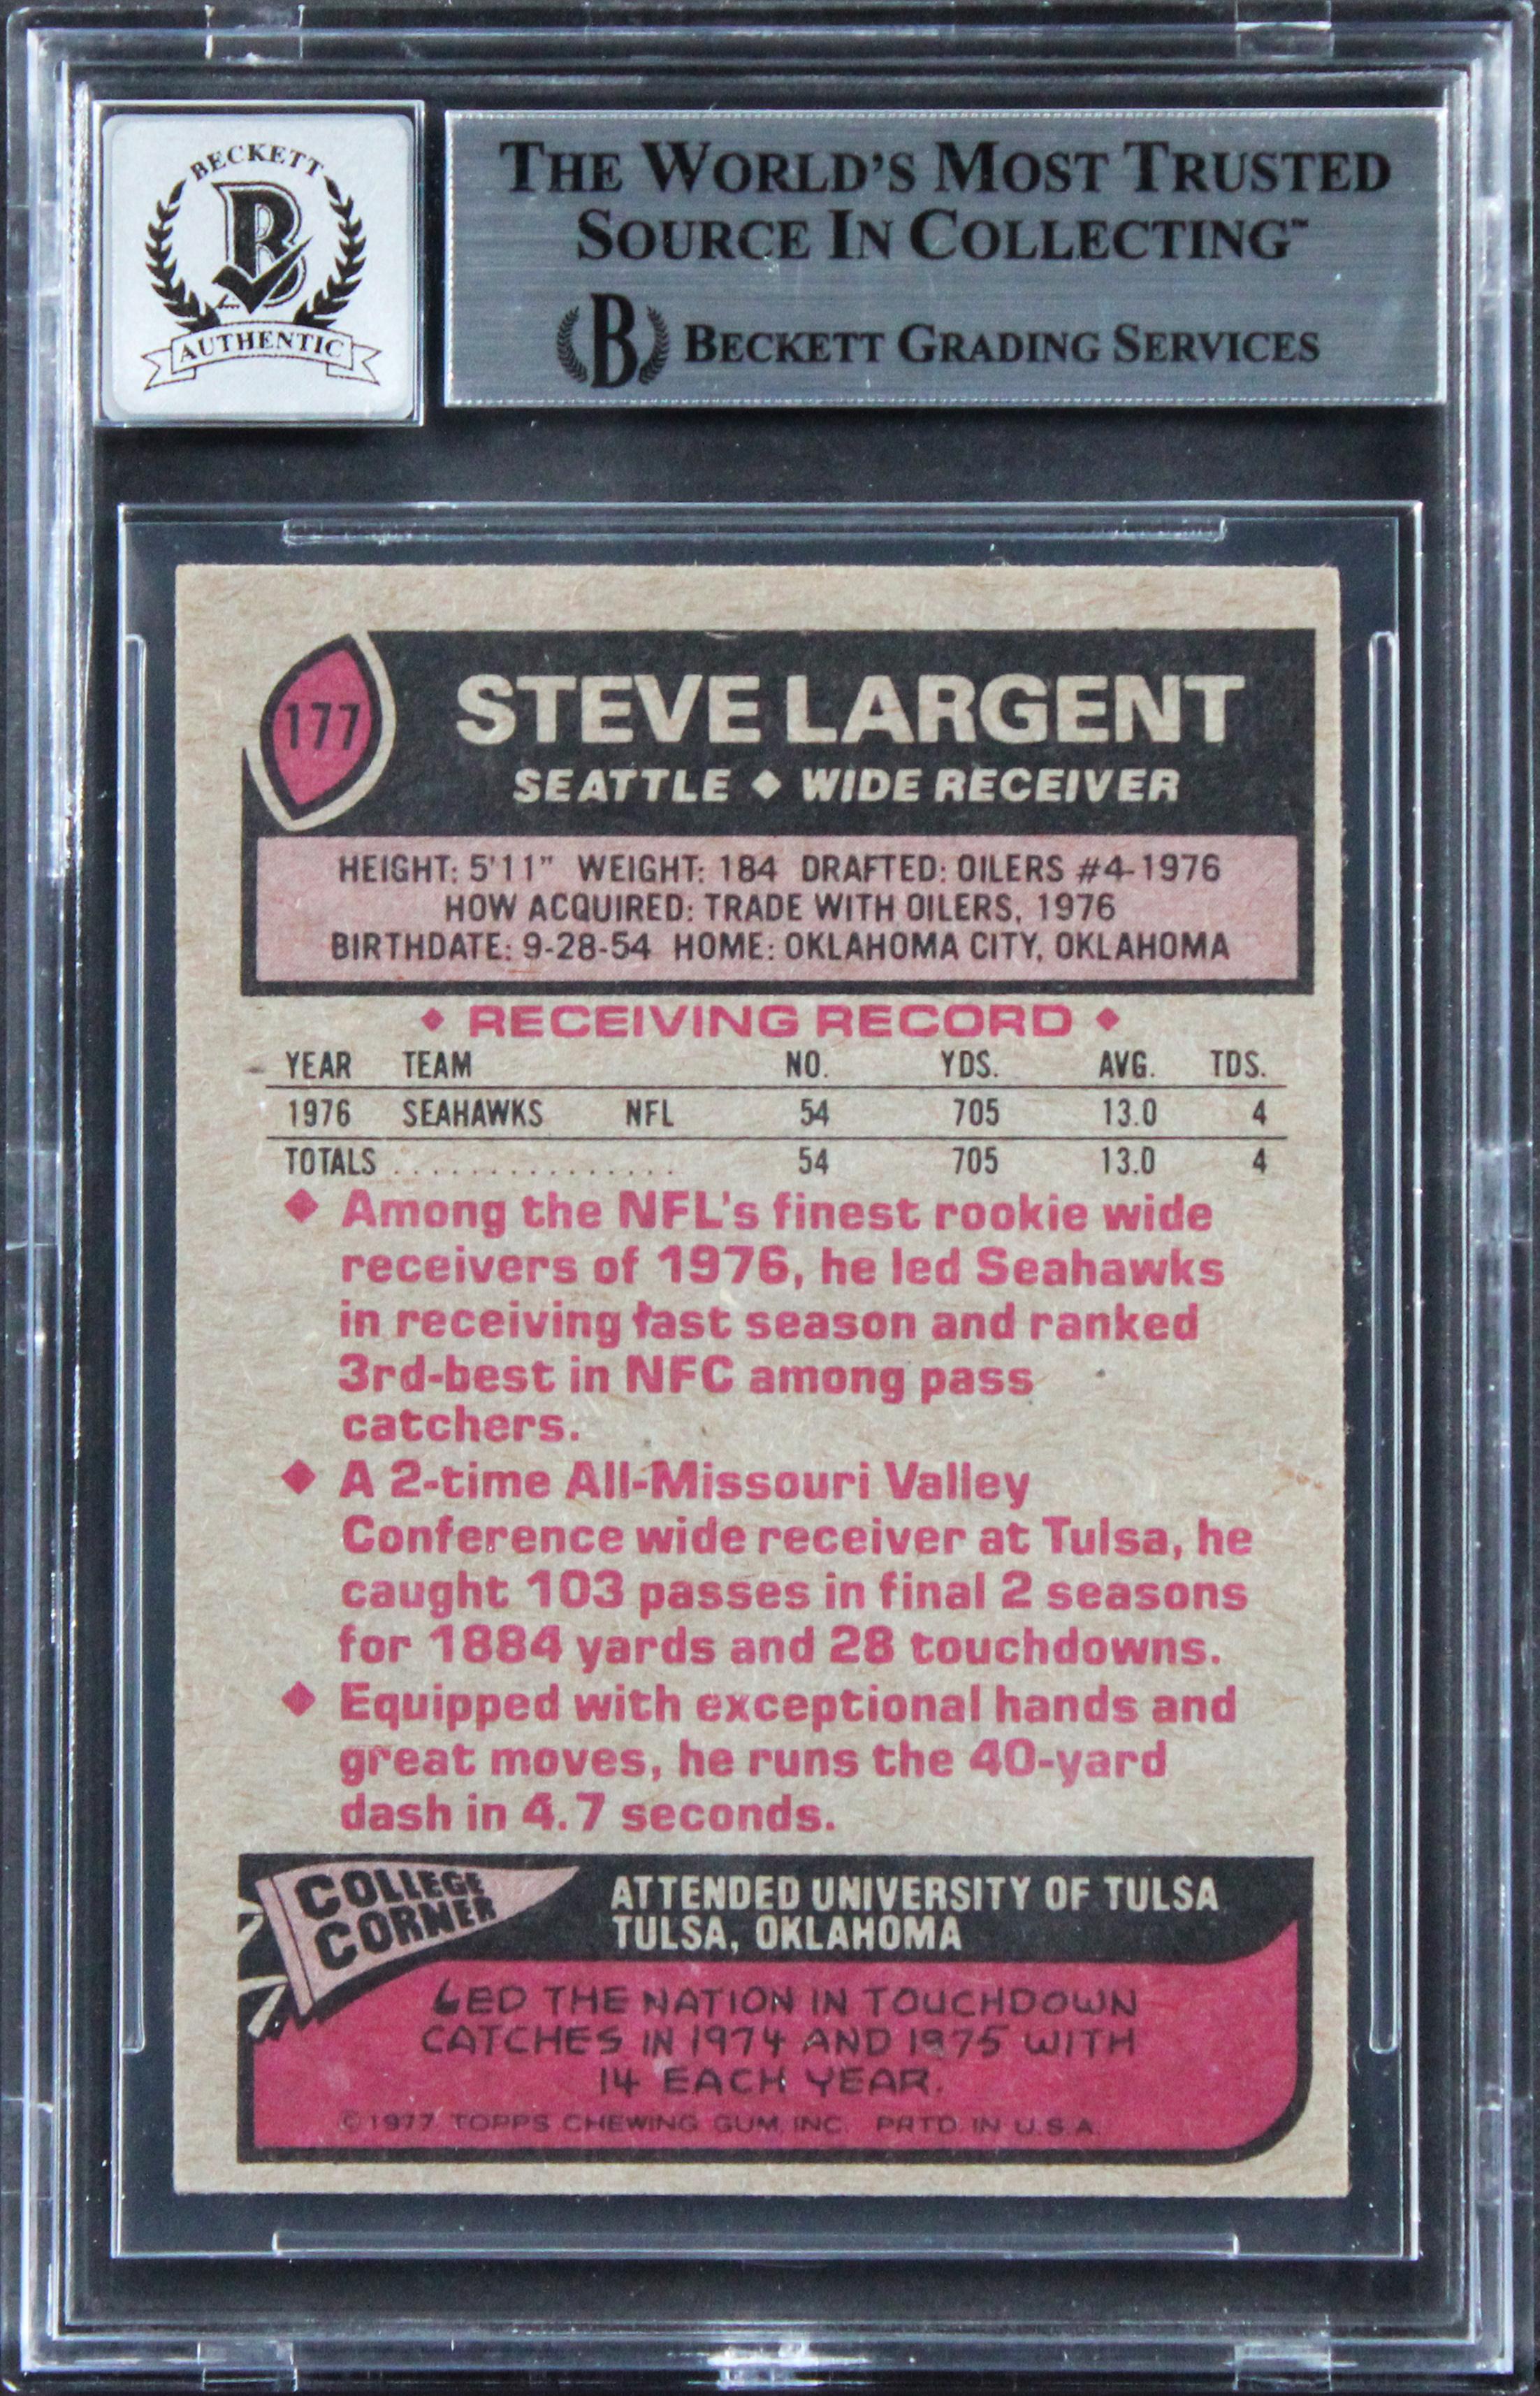 BECKETT
B
AUTHENTIC
THE WORLD'S MOST TRUSTED
SOURCE IN COLLECTING™
B BECKETT GRADING SERVICES
177
STEVE LARGENT
SEATTLE ◆ WIDE RECEIVER
HEIGHT: 5'11" WEIGHT: 184 DRAFTED: OILERS #4-1976
HOW ACQUIRED: TRADE WITH OILERS, 1976
BIRTHDATE: 9-28-54 HOME: OKLAHOMA CITY, OKLAHOMA
◆ RECEIVING RECORD ◆
YEAR TEAM NO. YDS. AVG. TDS.
1976 SEAHAWKS NFL 54 705 13.0 4
TOTALS ............... 54 705 13.0 4
◆ Among the NFL's finest rookie wide
receivers of 1976, he led Seahawks
in receiving last season and ranked
3rd-best in NFC among pass
catchers.
◆ A 2-time All-Missouri Valley
Conference wide receiver at Tulsa, he
caught 103 passes in final 2 seasons
for 1884 yards and 28 touchdowns.
◆ Equipped with exceptional hands and
great moves, he runs the 40-yard
dash in 4.7 seconds.
COLLEGE
CORNER
ATTENDED UNIVERSITY OF TULSA
TULSA, OKLAHOMA
LED THE NATION IN TOUCHDOWN
CATCHES IN 1974 AND 1975 WITH
14 EACH YEAR.
©1977 TOPPS CHEWING GUM, INC. PRTD. IN U.S.A.